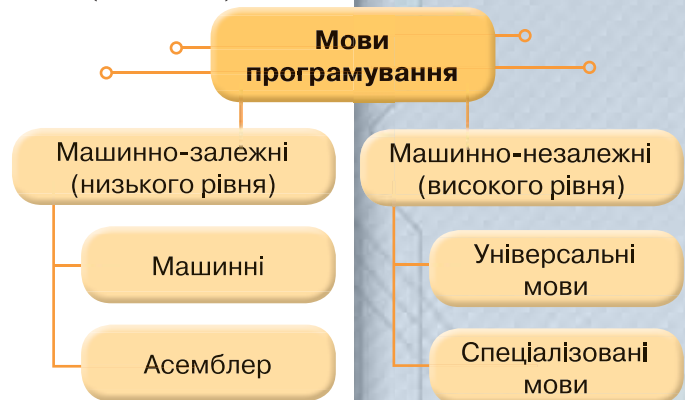 Мови
програмування
Машинно-залежні
(низького рівня)
Машинні
Асемблер
Машинно-незалежні
(високого рівня)
Універсальні
мови
Спеціалізовані
мови